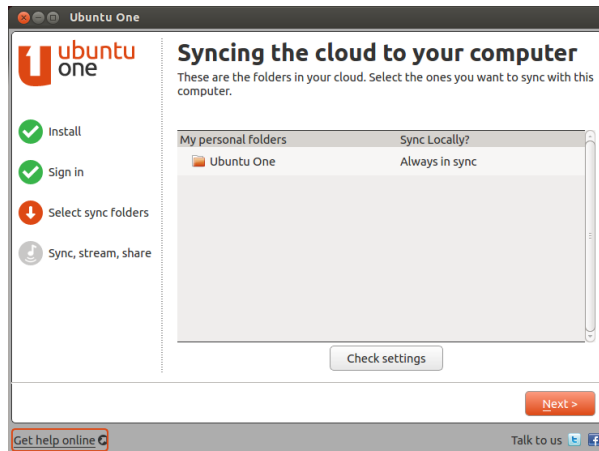 Ubuntu One
ubuntu
one
Syncing the cloud to your computer
These are the folders in your cloud. Select the ones you want to sync with this
computer.
Install
Sign in
Select sync folders
Sync, stream, share
My personal folders Sync Locally?
Ubuntu One Always in sync
Check settings
Next >
Get help online
Talk to us